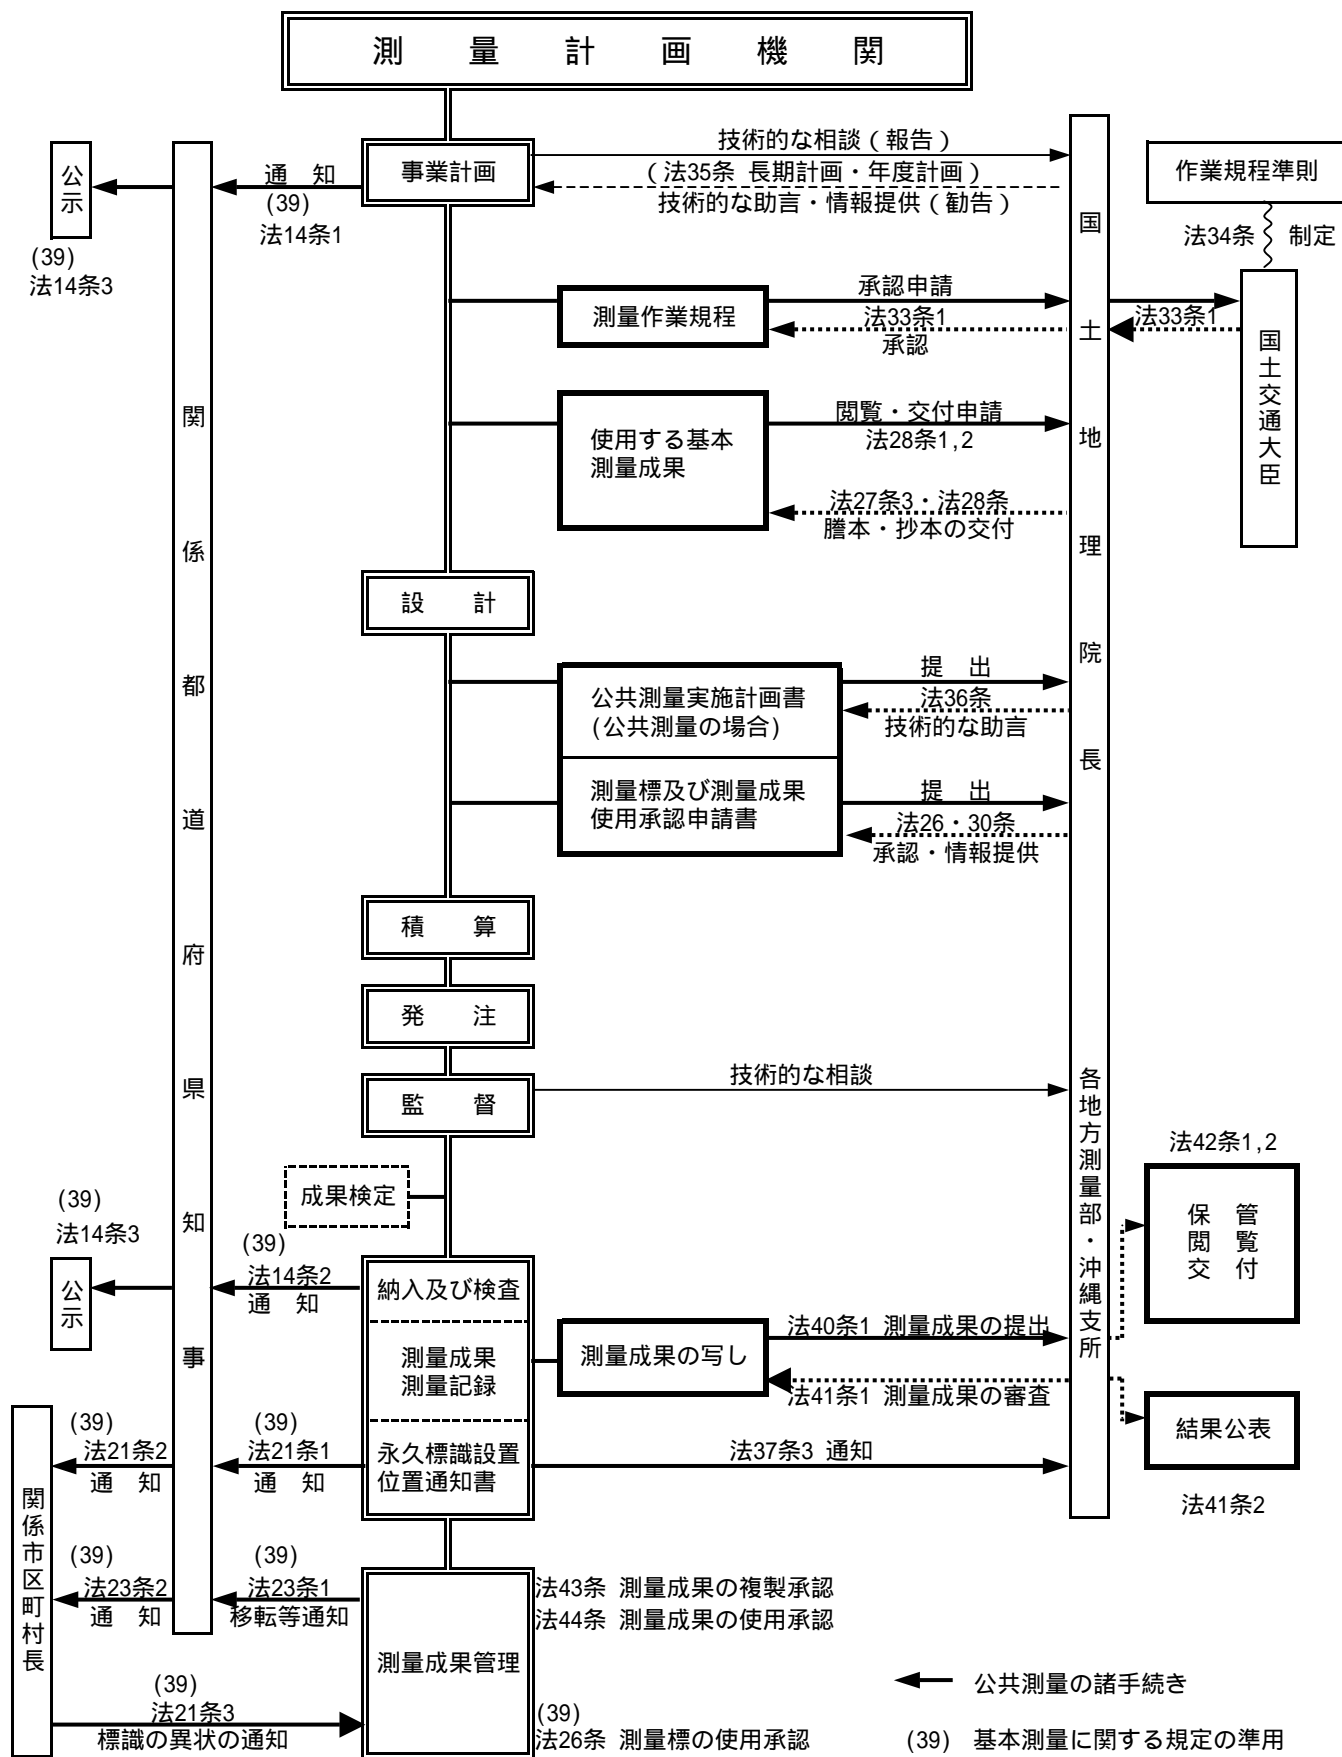 測量計画機関
公示
(39)
法14条3
通 知
(39)
法14条1
事業計画
技術的な相談(報告)
(法35条 長期計画・年度計画)
技術的な助言・情報提供(勧告)
作業規程準則
法34条 制定
測量作業規程
承認申請
法33条1
承認
法33条1
国土交通大臣
使用する基本
測量成果
閲覧・交付申請
法28条1,2
法27条3・法28条
謄本・抄本の交付
設 計
公共測量実施計画書
(公共測量の場合)
提 出
法36条
技術的な助言
測量標及び測量成果
使用承認申請書
提 出
法26・30条
承認・情報提供
積 算
発 注
監 督
技術的な相談
関係都道府県知事
国土地理院長
各地方測量部・沖縄支所
成果検定
(39)
法14条3
公示
(39)
法14条2
通 知
納入及び検査
測量成果
測量記録
永久標識設置
位置通知書
測量成果の写し
法40条1 測量成果の提出
法41条1 測量成果の審査
法42条1,2
保 管
閲 覧
交 付
結果公表
法41条2
法37条3 通知
(39)
法21条2
通 知
(39)
法21条1
通 知
関係市区町村長
(39)
法23条2
通 知
(39)
法23条1
移転等通知
測量成果管理
法43条 測量成果の複製承認
法44条 測量成果の使用承認
(39)
法21条3
標識の異状の通知
(39)
法26条 測量標の使用承認
公共測量の諸手続き
(39) 基本測量に関する規定の準用